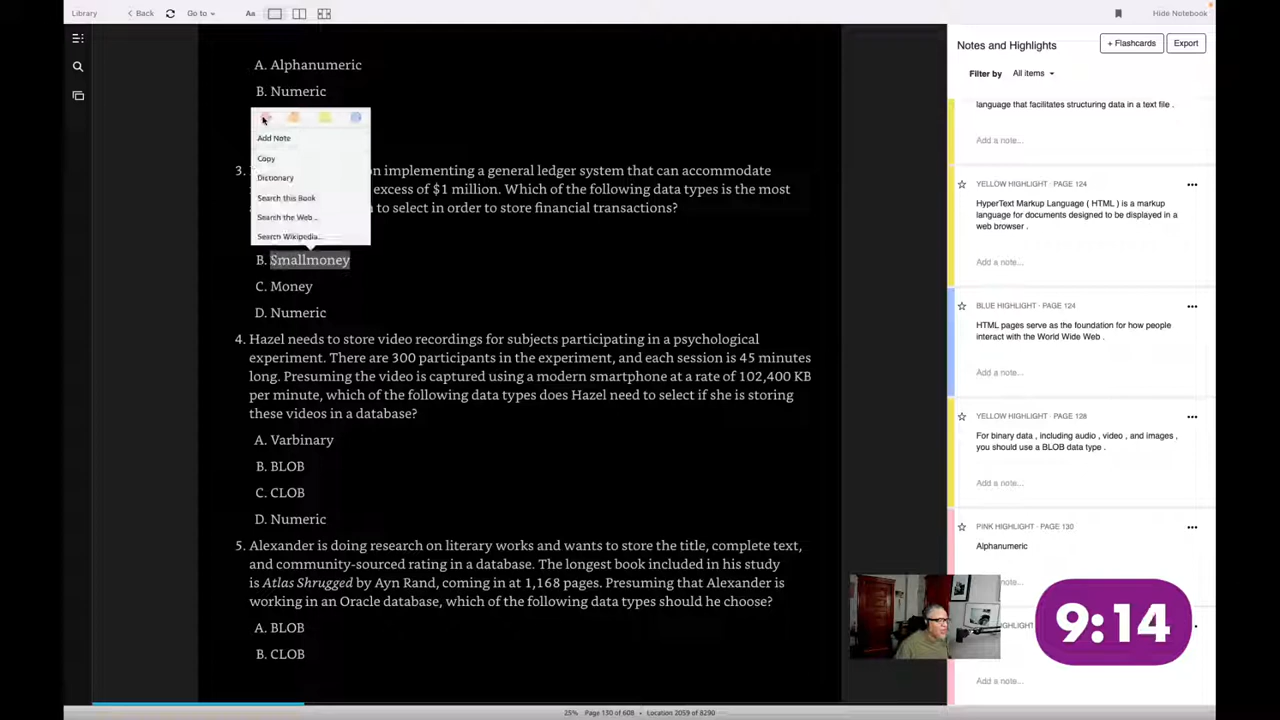 Library
Back
Go to
Aa
Hide Notebook
A. Alphanumeric
B. Numeric
Add Note
Copy
Dictionary
Search this Book
Search the Web...
Search Wikipedia...
3.
on implementing a general ledger system that can accommodate
excess of $1 million. Which of the following data types is the most
to select in order to store financial transactions?
B. Smallmoney
C. Money
D. Numeric
4. Hazel needs to store video recordings for subjects participating in a psychological
experiment. There are 300 participants in the experiment, and each session is 45 minutes
long. Presuming the video is captured using a modern smartphone at a rate of 102,400 KB
per minute, which of the following data types does Hazel need to select if she is storing
these videos in a database?
A. Varbinary
B. BLOB
C. CLOB
D. Numeric
5. Alexander is doing research on literary works and wants to store the title, complete text,
and community-sourced rating in a database. The longest book included in his study
is Atlas Shrugged by Ayn Rand, coming in at 1,168 pages. Presuming that Alexander is
working in an Oracle database, which of the following data types should he choose?
A. BLOB
B. CLOB
25% Page 130 of 608 • Location 2059 of 8290
Notes and Highlights
+ Flashcards
Export
Filter by All items
language that facilitates structuring data in a text file .
Add a note...
YELLOW HIGHLIGHT · PAGE 124
HyperText Markup Language ( HTML ) is a markup
language for documents designed to be displayed in a
web browser .
Add a note...
BLUE HIGHLIGHT · PAGE 124
HTML pages serve as the foundation for how people
interact with the World Wide Web .
Add a note...
YELLOW HIGHLIGHT · PAGE 128
For binary data , including audio , video , and images ,
you should use a BLOB data type .
Add a note...
PINK HIGHLIGHT · PAGE 130
Alphanumeric
Add a note...
9:14